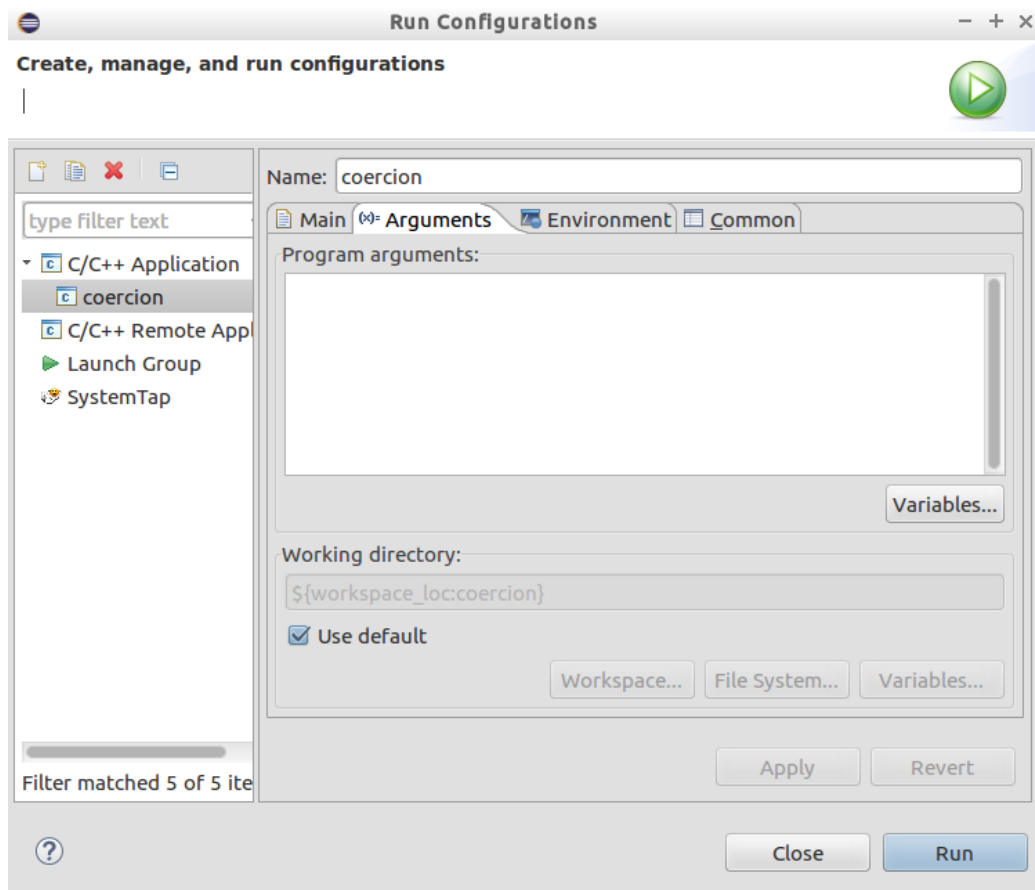 Run Configurations
Create, manage, and run configurations
type filter text
C/C++ Application
coercion
C/C++ Remote Appl
Launch Group
SystemTap
Filter matched 5 of 5 ite
Name: coercion
Main (x)= Arguments Environment Common
Program arguments:
Variables...
Working directory:
${workspace_loc:coercion}
Use default
Workspace... File System... Variables...
Apply Revert
? Close Run